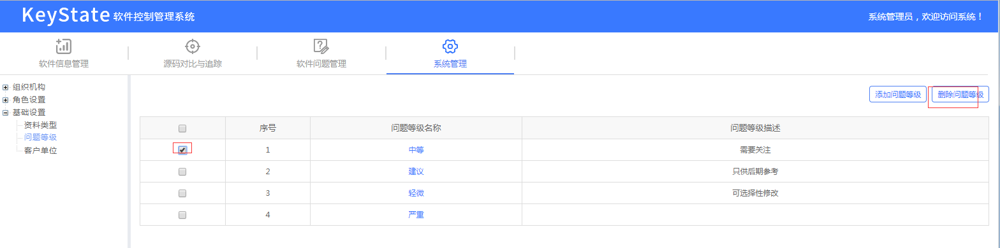 KeyState 软件控制管理系统 系统管理员，欢迎访问系统！
软件信息管理 源码对比与追踪 软件问题管理 系统管理
组织机构
角色设置
基础设置
资料类型
问题等级
客户单位
添加问题等级 删除问题等级
序号 问题等级名称 问题等级描述
1 中等 需要关注
2 建议 只供后期参考
3 轻微 可选择性修改
4 严重